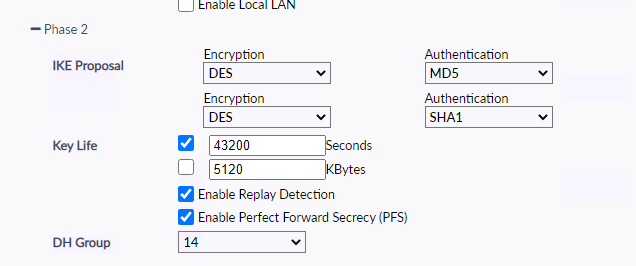 Enable Local LAN
Phase 2
Encryption Authentication
IKE Proposal DES MD5
Encryption Authentication
DES SHA1
Key Life 43200 Seconds
5120 KBytes
Enable Replay Detection
Enable Perfect Forward Secrecy (PFS)
DH Group 14